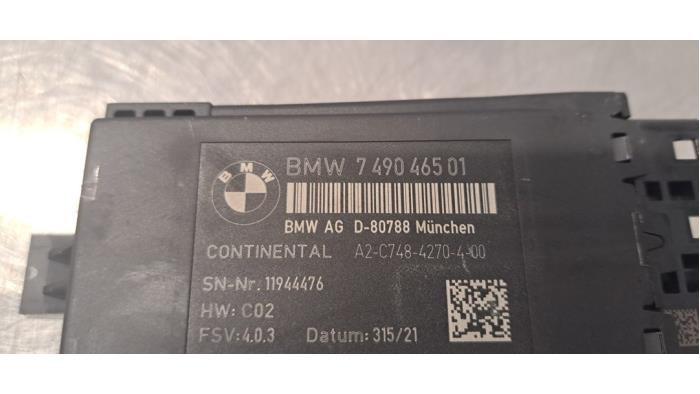 BMW
BMW 7 490 465 01
BMW AG D-80788 München
CONTINENTAL A2-C748-4270-4-00
SN-Nr. 11944476
HW: C02
FSV: 4.0.3 Datum: 315/21